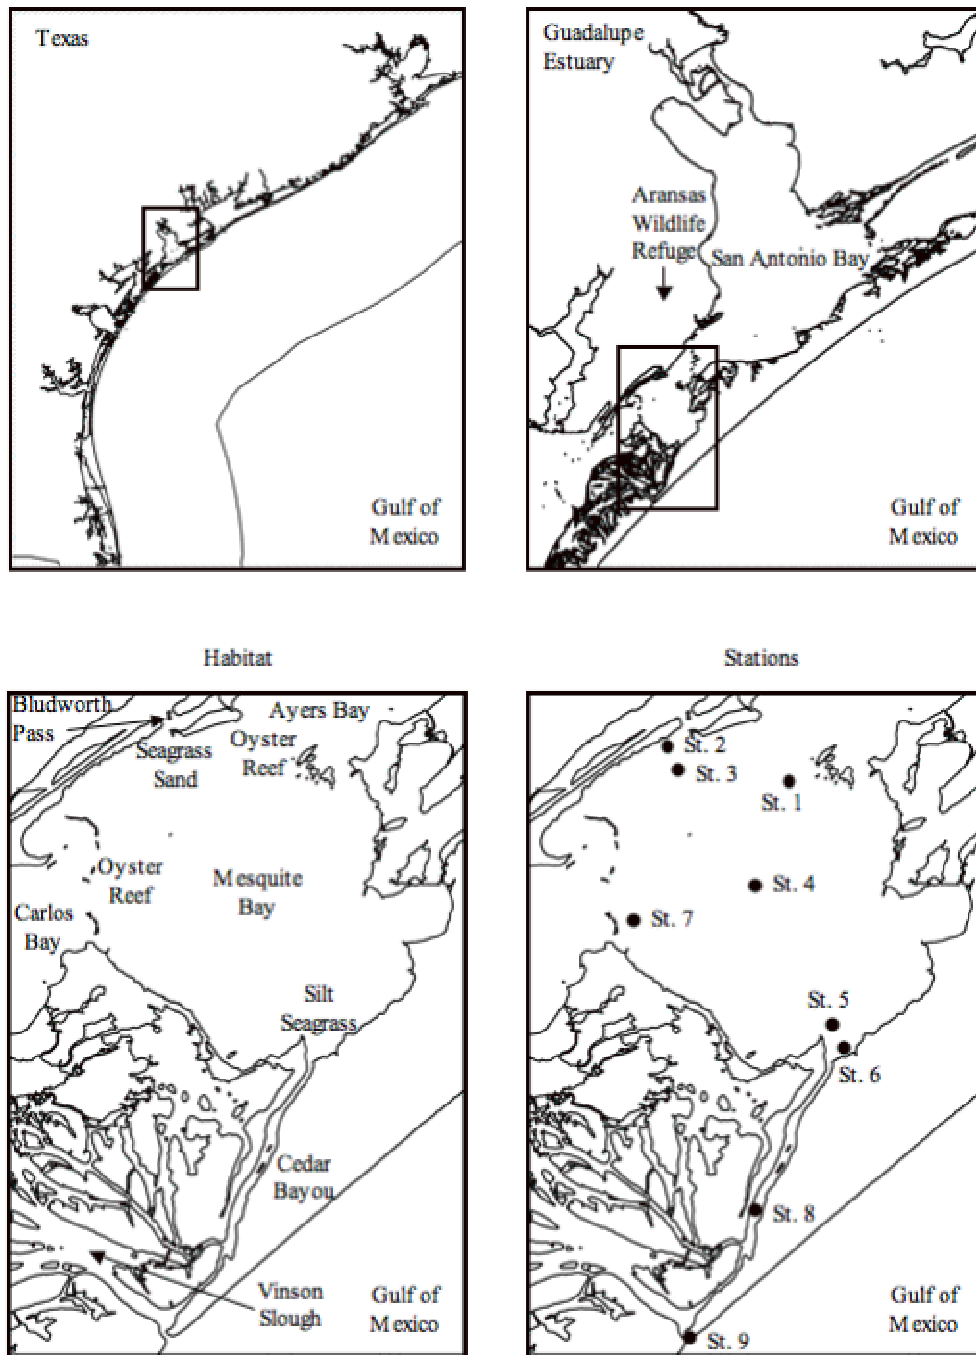 Texas
Gulf of
Mexico
Guadalupe
Estuary
Aransas
Wildlife
Refuge
San Antonio Bay
Gulf of
Mexico
Habitat
Bludworth
Pass
Ayers Bay
Seagrass
Sand
Oyster
Reef
Oyster
Reef
Mesquite
Bay
Carlos
Bay
Silt
Seagrass
Cedar
Bayou
Vinson
Slough
Gulf of
Mexico
Stations
St. 2
St. 3
St. 1
St. 4
St. 7
St. 5
St. 6
St. 8
Gulf of
Mexico
St. 9